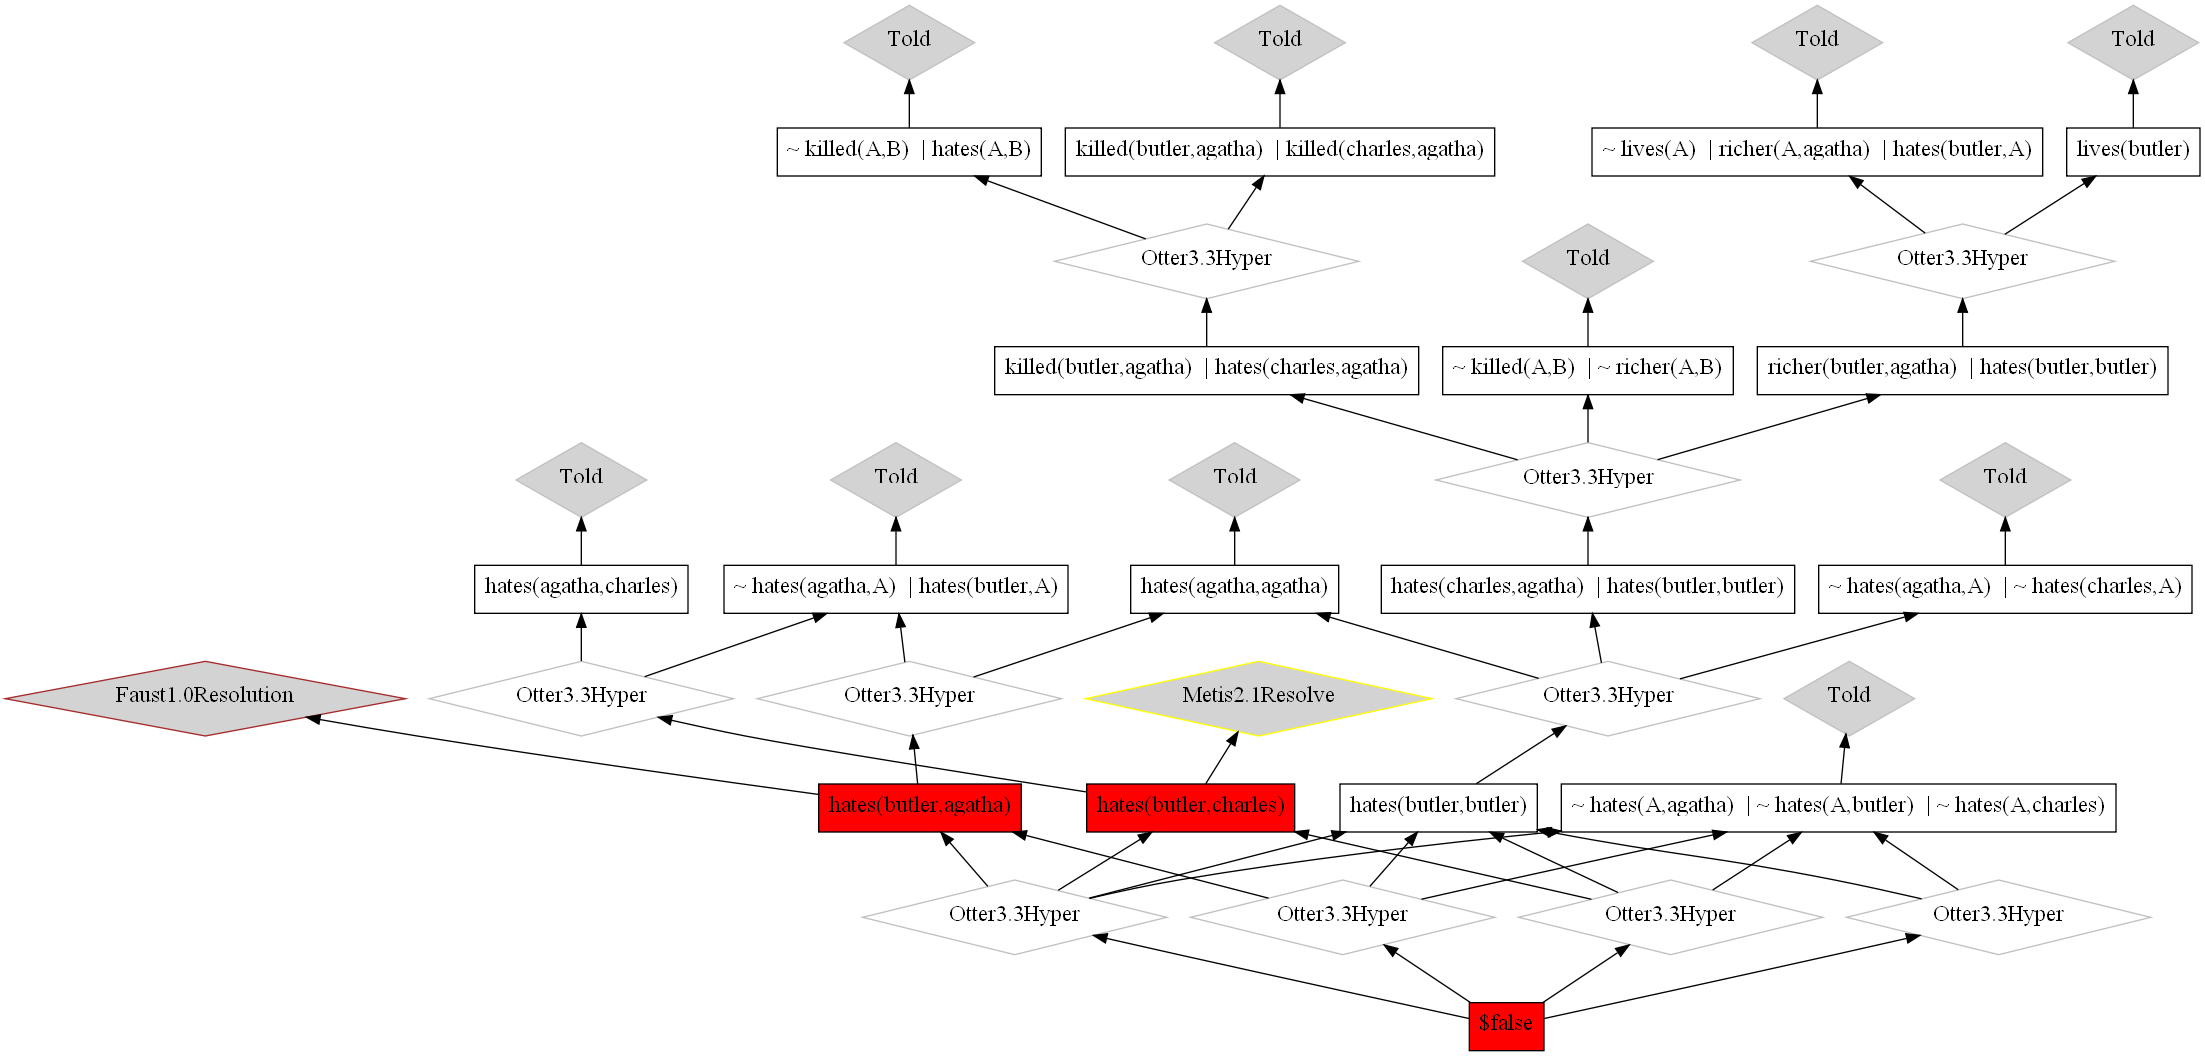 Told
Told
Told
Told
~ killed(A,B) | hates(A,B)
killed(butler,agatha) | killed(charles,agatha)
~ lives(A) | richer(A,agatha) | hates(butler,A)
lives(butler)
Otter3.3Hyper
Told
Otter3.3Hyper
killed(butler,agatha) | hates(charles,agatha)
~ killed(A,B) | ~ richer(A,B)
richer(butler,agatha) | hates(butler,butler)
Told
Told
Told
Otter3.3Hyper
Told
hates(agatha,charles)
~ hates(agatha,A) | hates(butler,A)
hates(agatha,agatha)
hates(charles,agatha) | hates(butler,butler)
~ hates(agatha,A) | ~ hates(charles,A)
Faust1.0Resolution
Otter3.3Hyper
Otter3.3Hyper
Metis2.1Resolve
Otter3.3Hyper
Told
hates(butler,agatha)
hates(butler,charles)
hates(butler,butler)
~ hates(A,agatha) | ~ hates(A,butler) | ~ hates(A,charles)
Otter3.3Hyper
Otter3.3Hyper
Otter3.3Hyper
Otter3.3Hyper
$false